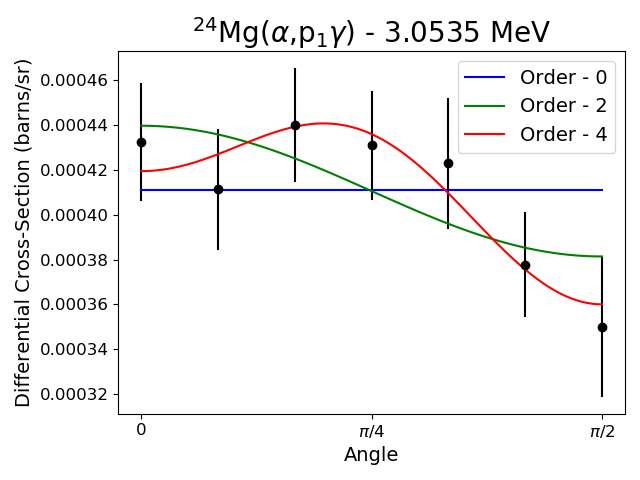 ²⁴Mg(α,p₁γ) - 3.0535 MeV
Order - 0
Order - 2
Order - 4
Differential Cross-Section (barns/sr)
0.00046
0.00044
0.00042
0.00040
0.00038
0.00036
0.00034
0.00032
0 π/4 π/2
Angle